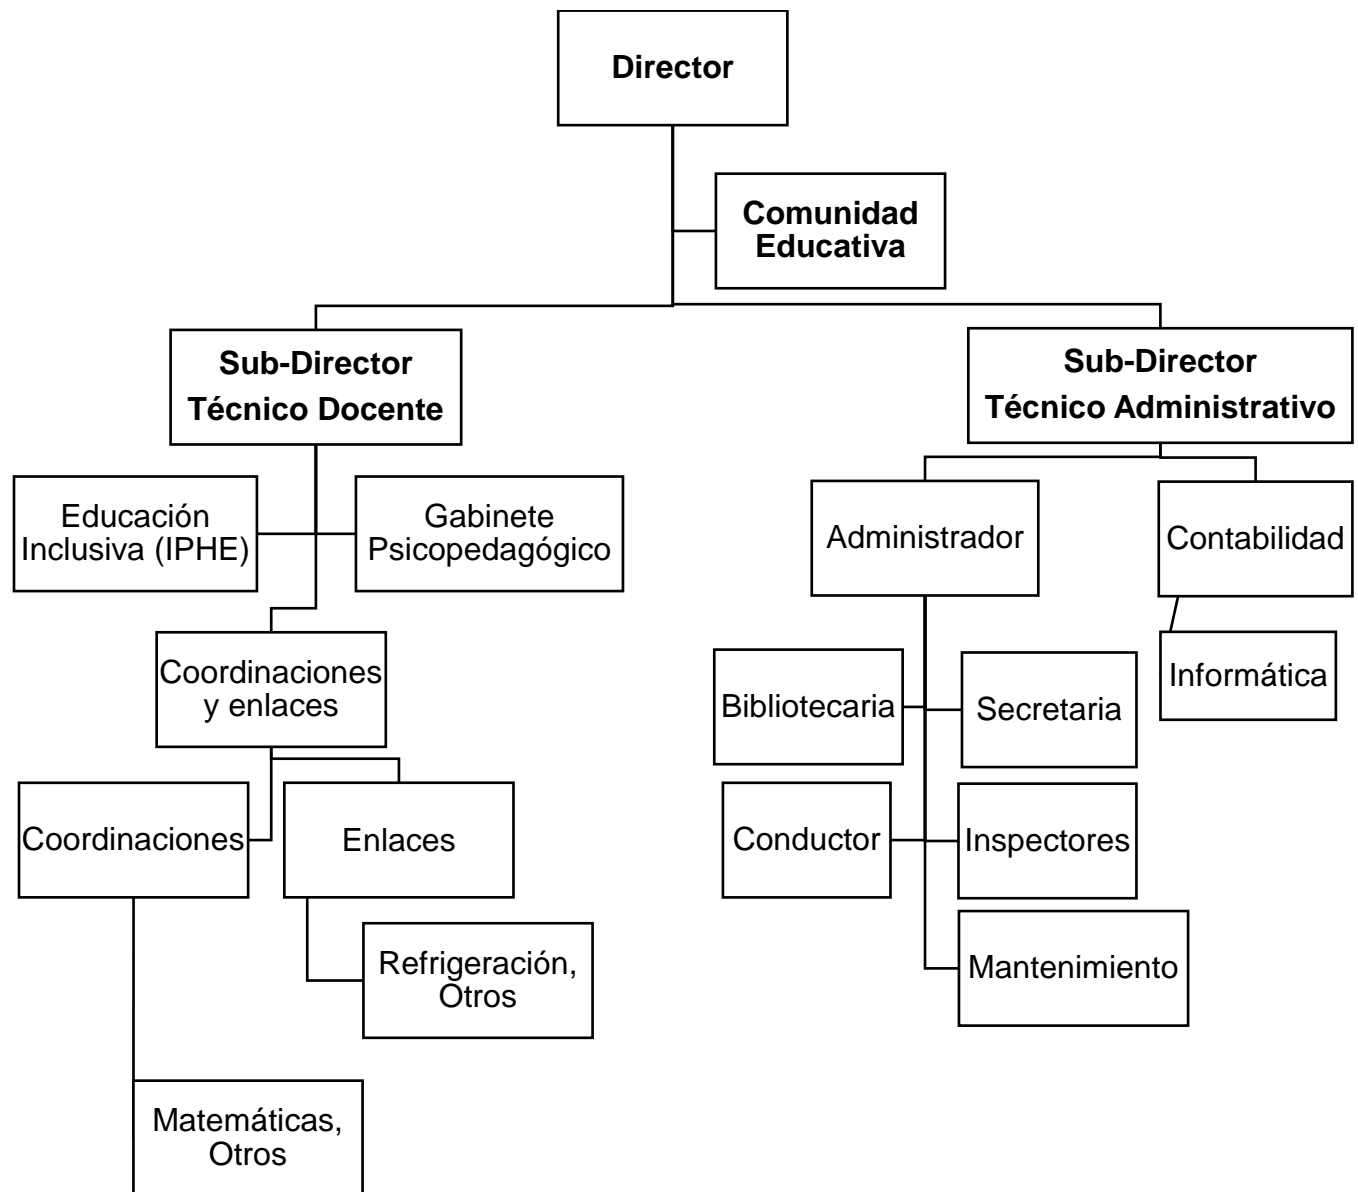 Director
Comunidad
Educativa
Sub-Director
Técnico Docente
Sub-Director
Técnico Administrativo
Educación
Inclusiva (IPHE)
Gabinete
Psicopedagógico
Administrador
Contabilidad
Coordinaciones
y enlaces
Bibliotecaria
Secretaria
Informática
Coordinaciones
Enlaces
Conductor
Inspectores
Refrigeración,
Otros
Mantenimiento
Matemáticas,
Otros